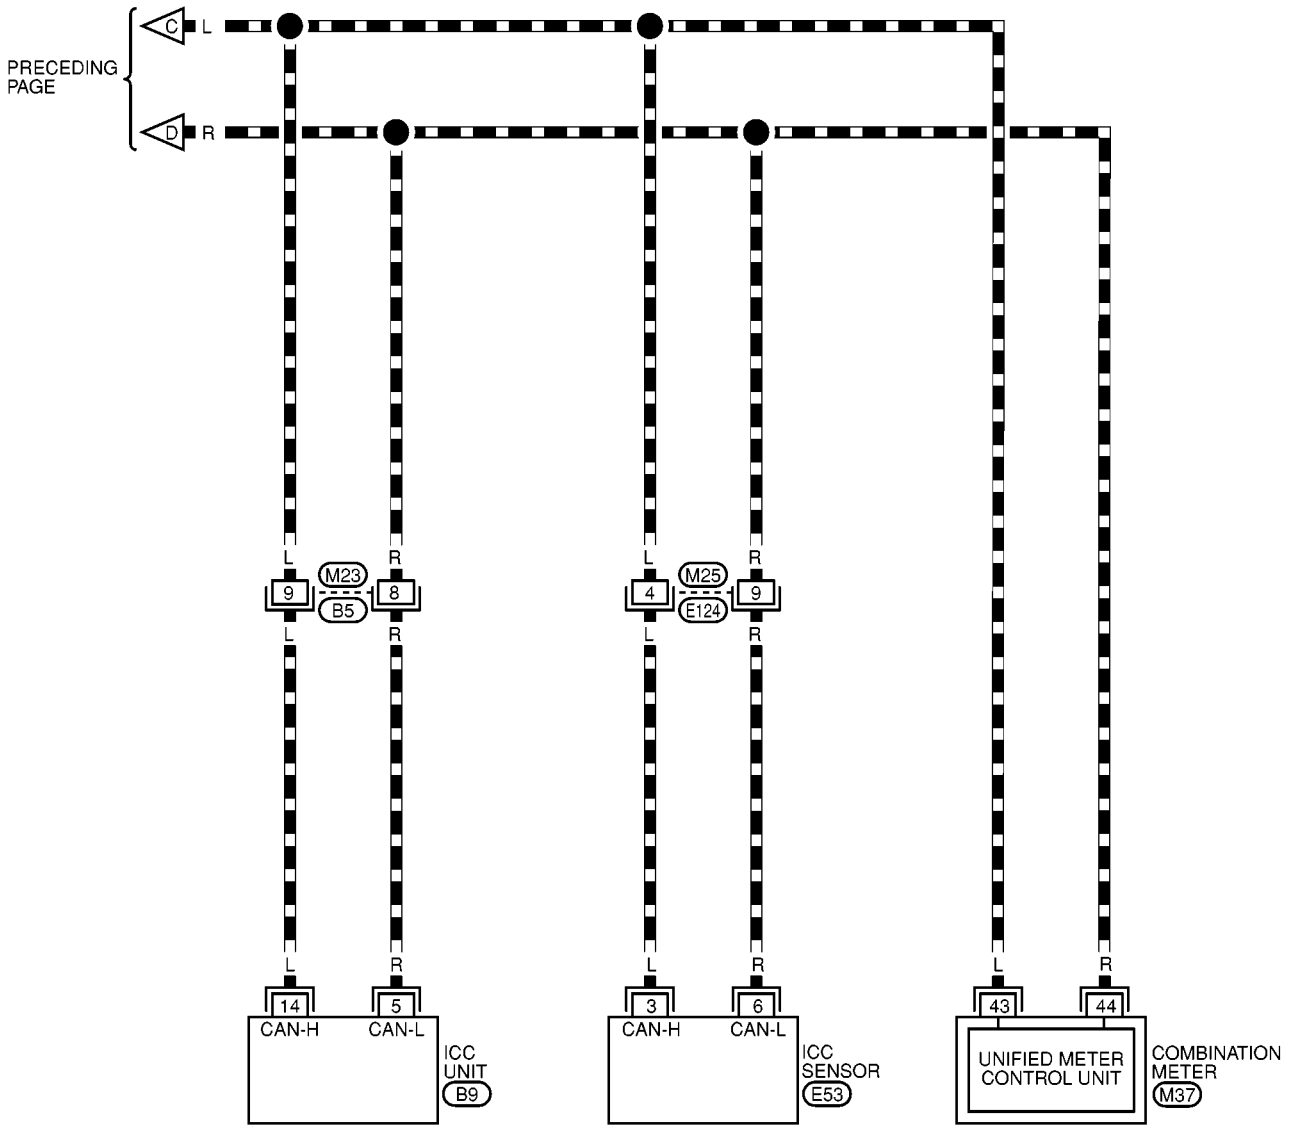 C L
PRECEDING
PAGE
D R
L R L R
M23 M25
9 8 4 9
B5 E124
L R L R
L R L R L R
14 5 3 6 43 44
CAN-H CAN-L CAN-H CAN-L
ICC
UNIT
B9
ICC
SENSOR
E53
UNIFIED METER
CONTROL UNIT
COMBINATION
METER
M37